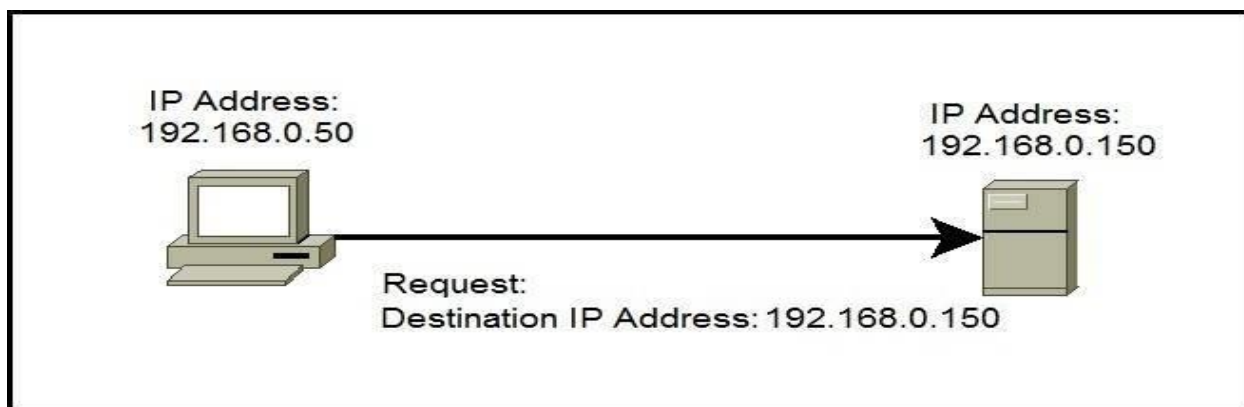 IP Address:
192.168.0.50
IP Address:
192.168.0.150
Request:
Destination IP Address: 192.168.0.150